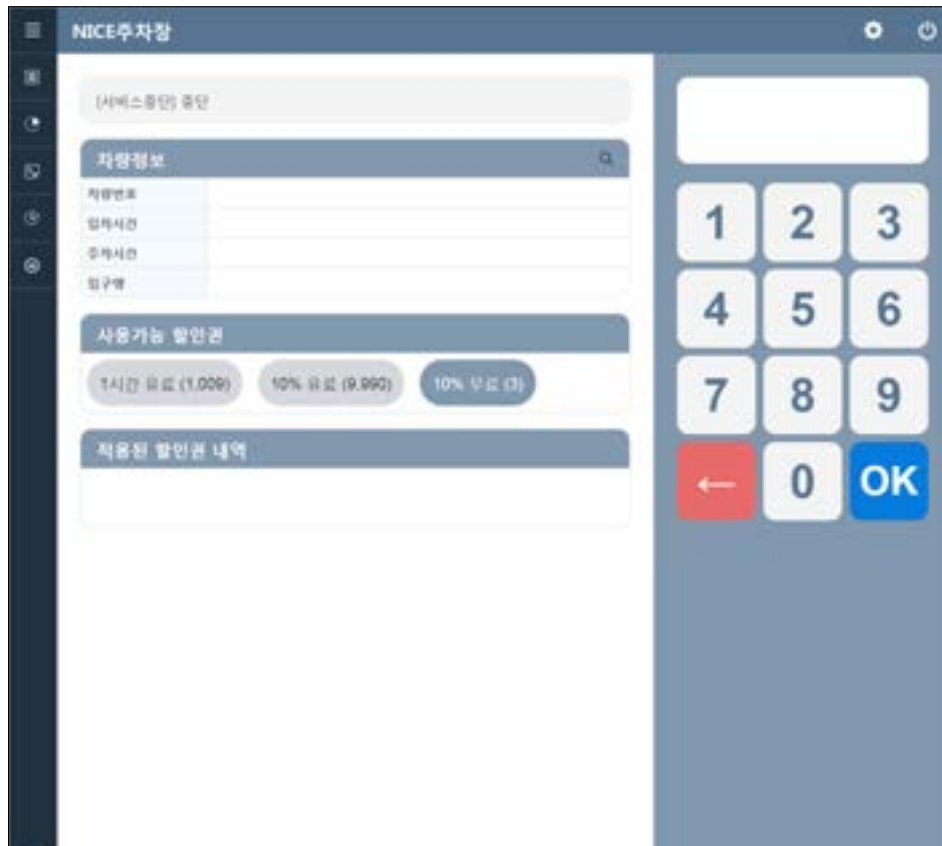 NICE주차장
[서비스중단] 중단
차량정보
차량번호
입차시간
주차시간
입구명
사용가능 할인권
1시간 유료 (1,009)
10% 유료 (9,990)
10% 무료 (3)
적용된 할인권 내역
1 2 3
4 5 6
7 8 9
← 0 OK